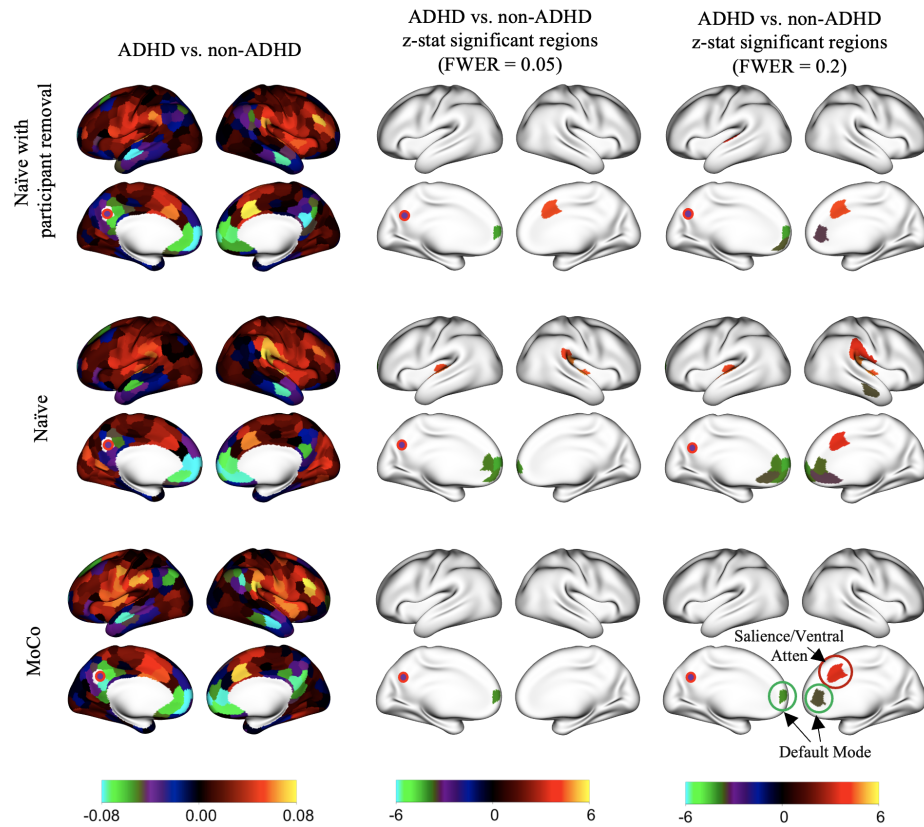 ADHD vs. non-ADHD
ADHD vs. non-ADHD
z-stat significant regions
(FWER = 0.05)
ADHD vs. non-ADHD
z-stat significant regions
(FWER = 0.2)
Naïve with
participant removal
Naïve
MoCo
Salience/Ventral
Atten
Default Mode
-0.08 0.00 0.08
-6 0 6
-6 0 6